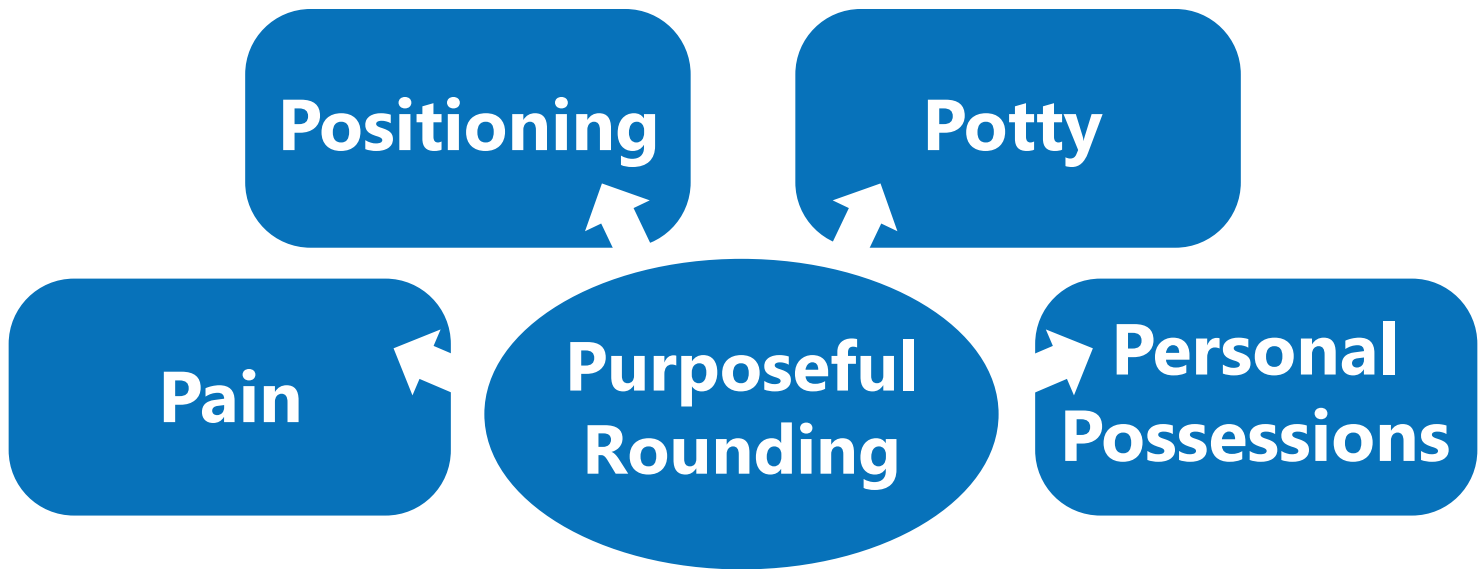 Positioning
Potty
Pain
Purposeful
Rounding
Personal
Possessions